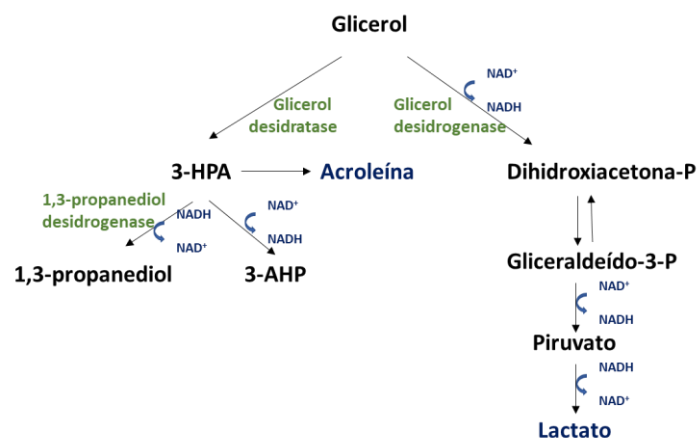 Glicerol
NAD⁺
NADH
Glicerol
desidratase
Glicerol
desidrogenase
3-HPA
Acroleína
Dihidroxiacetona-P
1,3-propanediol
desidrogenase
NADH
NAD⁺
NAD⁺
NADH
1,3-propanediol
3-AHP
Gliceraldeído-3-P
NAD⁺
NADH
Piruvato
NADH
NAD⁺
Lactato